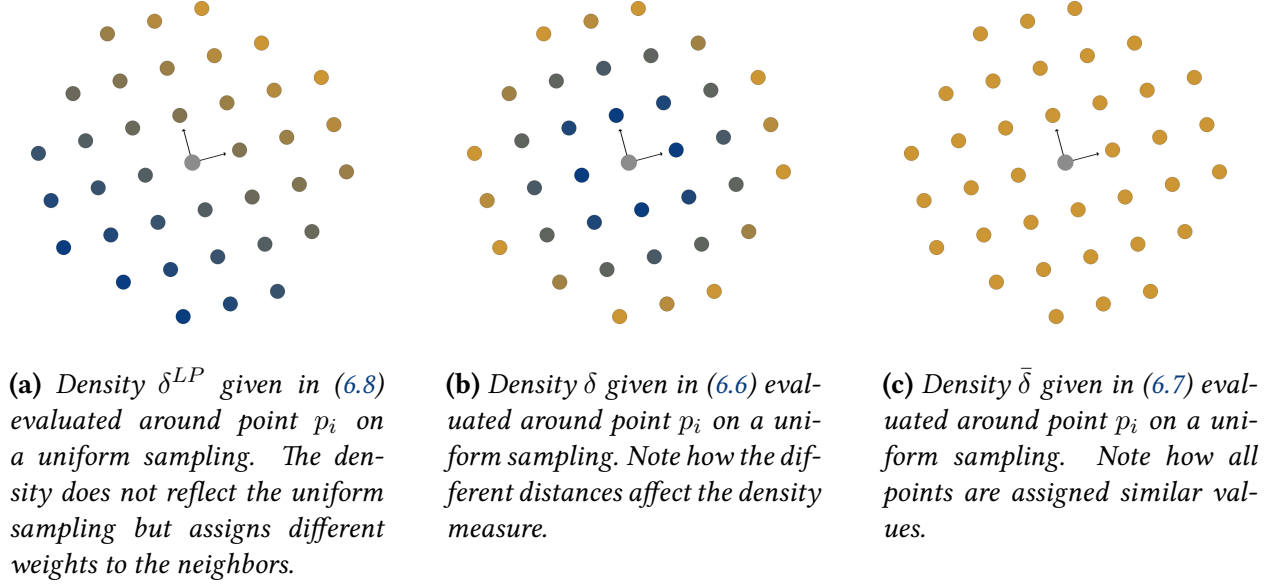 (a) Density δ^{LP} given in (6.8)
evaluated around point p_i on
a uniform sampling. The den-
sity does not reflect the uniform
sampling but assigns different
weights to the neighbors.
(b) Density δ given in (6.6) eval-
uated around point p_i on a uni-
form sampling. Note how the dif-
ferent distances affect the density
measure.
(c) Density δ̄ given in (6.7) eval-
uated around point p_i on a uni-
form sampling. Note how all
points are assigned similar val-
ues.